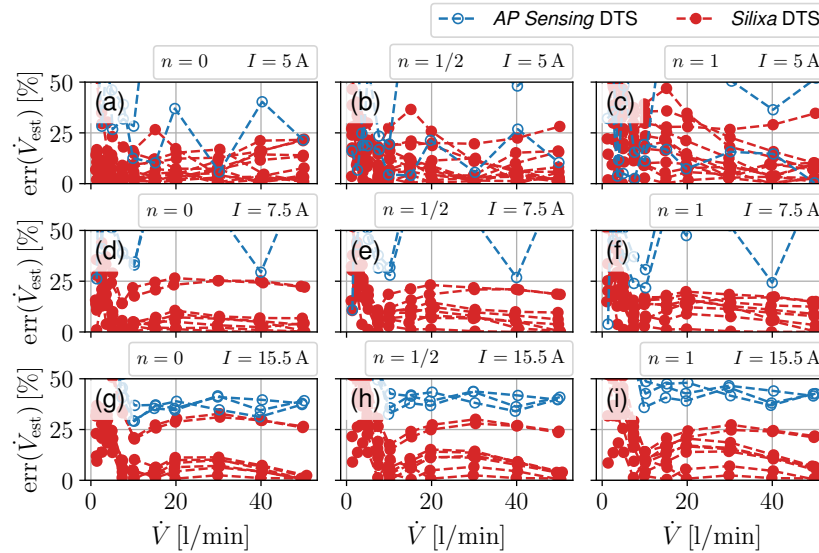 AP Sensing DTS Silixa DTS
n = 0 I = 5 A n = 1/2 I = 5 A n = 1 I = 5 A
50 (a) (b) (c)
25
0
err(V̇est) [%]
n = 0 I = 7.5 A n = 1/2 I = 7.5 A n = 1 I = 7.5 A
50 (d) (e) (f)
25
0
err(V̇est) [%]
n = 0 I = 15.5 A n = 1/2 I = 15.5 A n = 1 I = 15.5 A
50 (g) (h) (i)
25
0
err(V̇est) [%]
0 20 40 0 20 40 0 20 40
V̇ [l/min] V̇ [l/min] V̇ [l/min]